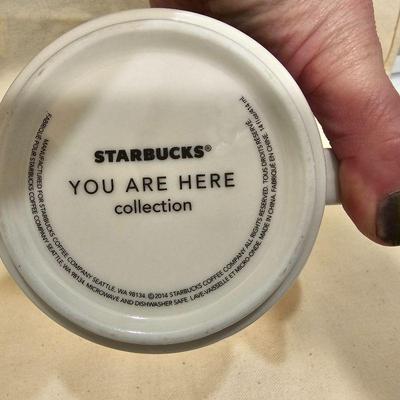 STARBUCKS®
YOU ARE HERE
collection
MANUFACTURED FOR STARBUCKS COFFEE COMPANY SEATTLE, WA 98134. ©2014 STARBUCKS COFFEE COMPANY. ALL RIGHTS RESERVED. MADE IN CHINA. 14 fl oz/414 ml
FABRIQUÉ POUR STARBUCKS COFFEE COMPANY SEATTLE, WA 98134. MICROWAVE AND DISHWASHER SAFE. LAVE-VAISSELLE ET MICRO-ONDE. FABRIQUÉ EN CHINE. TOUS DROITS RÉSERVÉ.